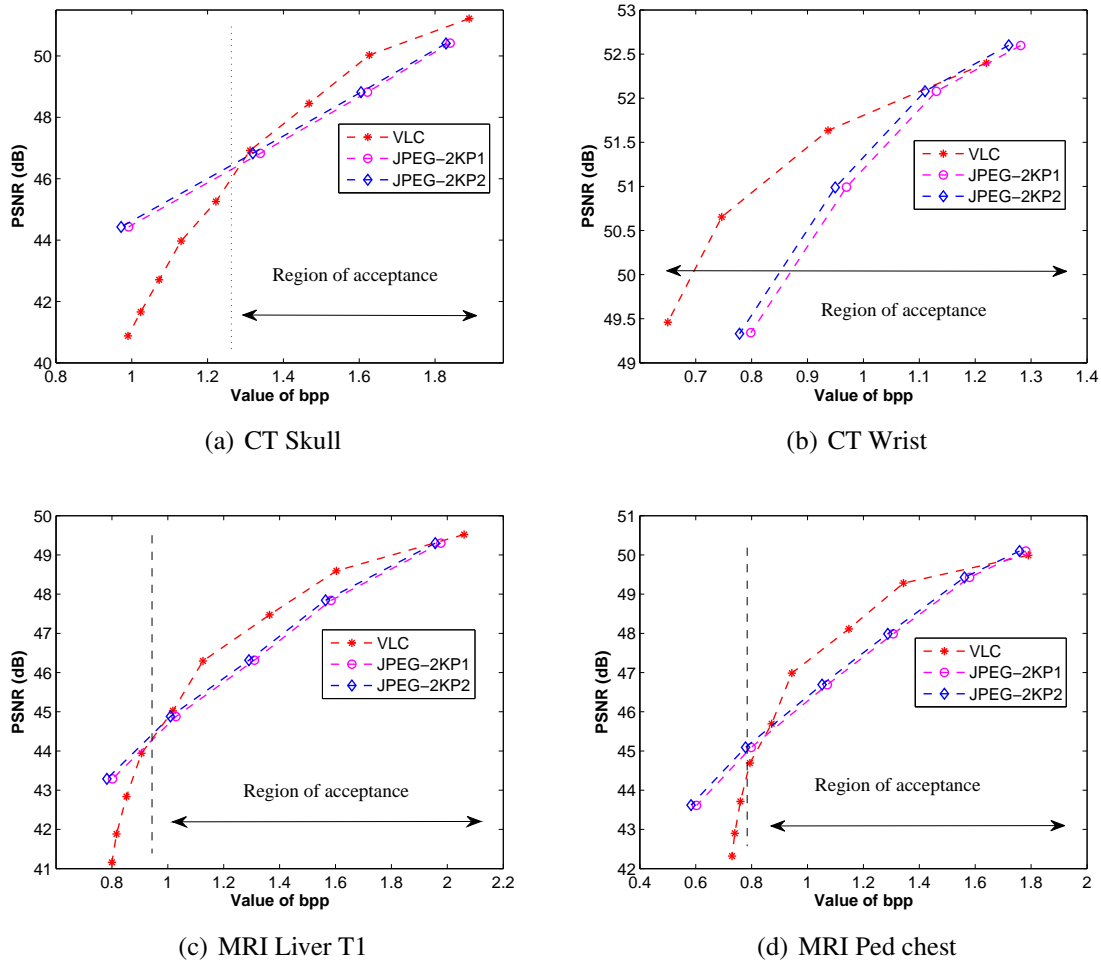 50
48
46
44
42
40
0.8 1 1.2 1.4 1.6 1.8
PSNR (dB)
Value of bpp
VLC
JPEG−2KP1
JPEG−2KP2
Region of acceptance
(a) CT Skull
53
52.5
52
51.5
51
50.5
50
49.5
49
0.7 0.8 0.9 1 1.1 1.2 1.3 1.4
PSNR (dB)
Value of bpp
VLC
JPEG−2KP1
JPEG−2KP2
Region of acceptance
(b) CT Wrist
50
49
48
47
46
45
44
43
42
41
0.8 1 1.2 1.4 1.6 1.8 2 2.2
PSNR (dB)
Value of bpp
VLC
JPEG−2KP1
JPEG−2KP2
Region of acceptance
(c) MRI Liver T1
51
50
49
48
47
46
45
44
43
42
0.4 0.6 0.8 1 1.2 1.4 1.6 1.8 2
PSNR (dB)
Value of bpp
VLC
JPEG−2KP1
JPEG−2KP2
Region of acceptance
(d) MRI Ped chest